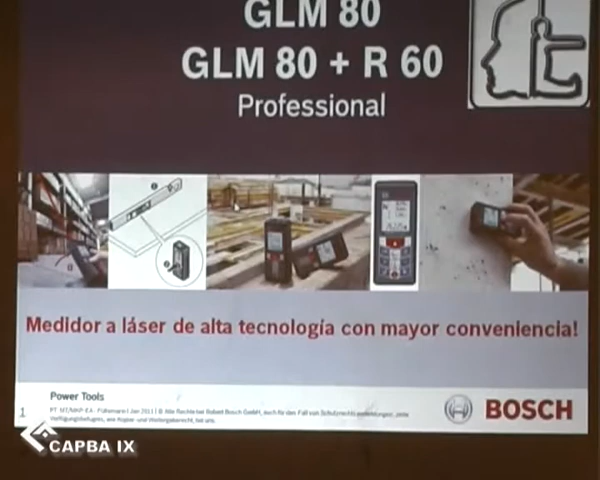 GLM 80
GLM 80 + R 60
Professional
Medidor a láser de alta tecnología con mayor conveniencia!
Power Tools
1
BOSCH
CAPBA IX